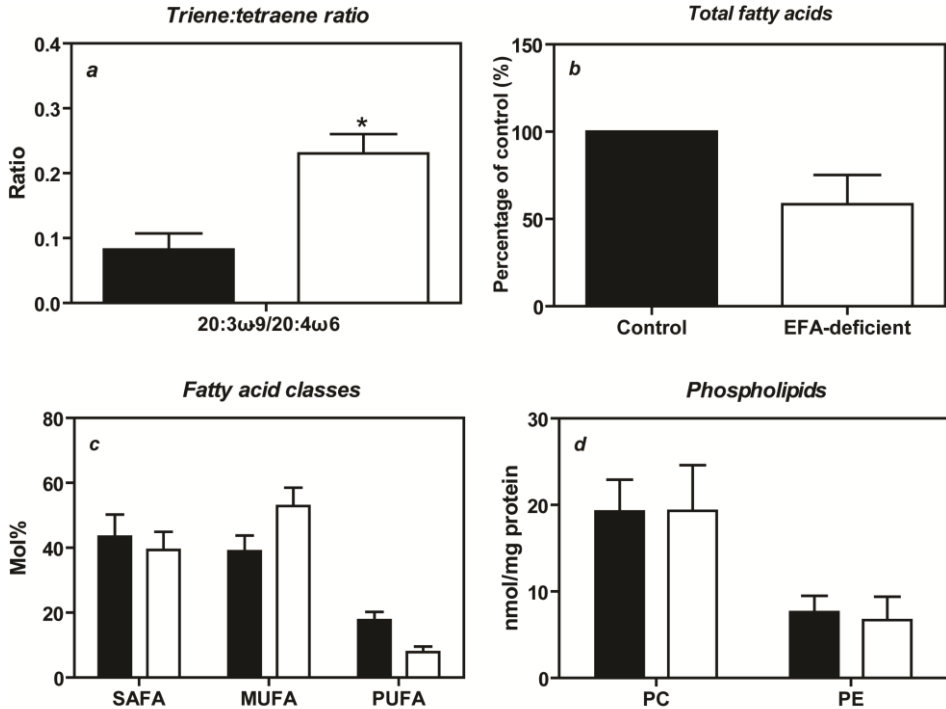 Triene:tetraene ratio
a
Ratio
0.4
0.3
0.2
0.1
0.0
*
20:3ω-9/20:4ω6
Total fatty acids
b
Percentage of control (%)
150
100
50
0
Control
EFA-deficient
Fatty acid classes
c
Mol%
80
60
40
20
0
SAFA
MUFA
PUFA
Phospholipids
d
nmol/mg protein
30
20
10
0
PC
PE